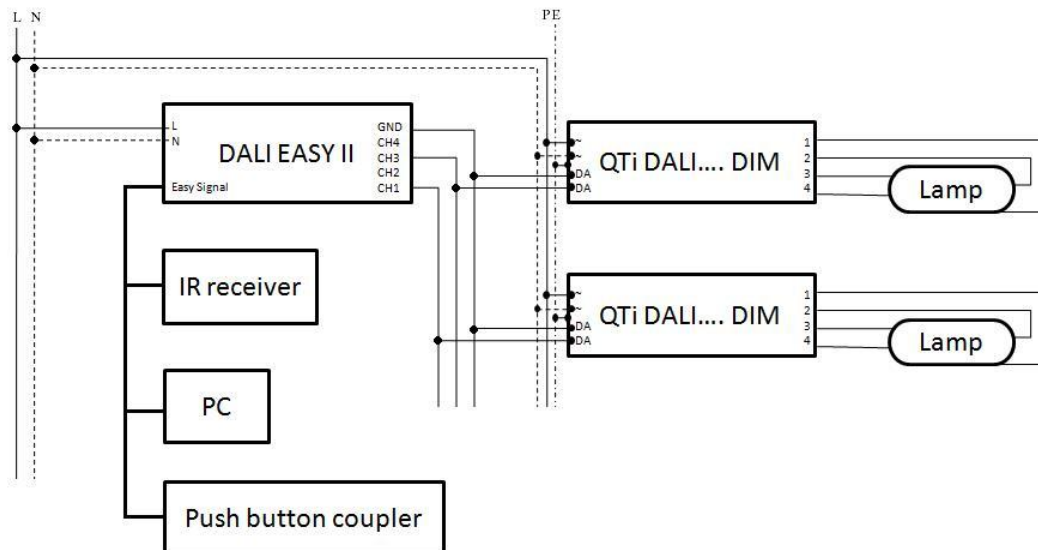 L N
PE
L
N
DALI EASY II
Easy Signal
GND
CH4
CH3
CH2
CH1
~
~
DA
DA
QTi DALI.... DIM
1
2
3
4
Lamp
IR receiver
~
~
DA
DA
QTi DALI.... DIM
1
2
3
4
Lamp
PC
Push button coupler